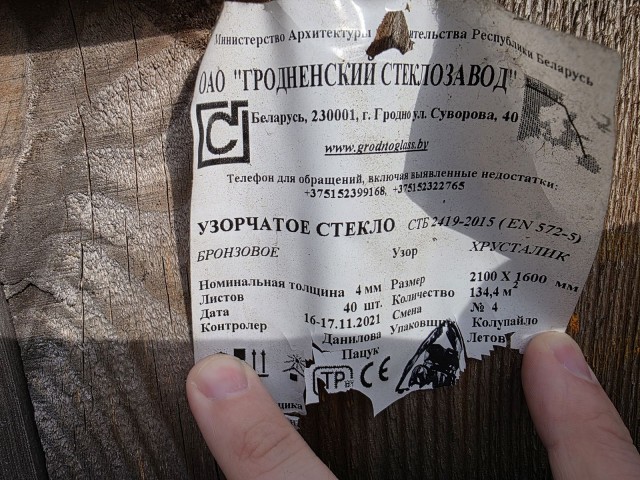 Министерство Архитектуры Республики Беларусь
ОАО "ГРОДНЕНСКИЙ СТЕКЛОЗАВОД"
С
Беларусь, 230001, г. Гродно ул. Суворова, 40
www.grodnoglass.by
Телефон для обращений, включая выявленные недостатки:
+375152399168, +375152322765
УЗОРЧАТОЕ СТЕКЛО СТБ 2419-2015 (EN 572-5)
БРОНЗОВОЕ Узор ХРУСТАЛИК
Номинальная толщина 4 мм Размер 2100 X 1600 мм
Листов 40 шт. Количество 134,4 м²
Дата 16-17.11.2021 Смена № 4
Контролер Данилова Упаковщик Колупайло
Пацук Летов
ТР BY CE